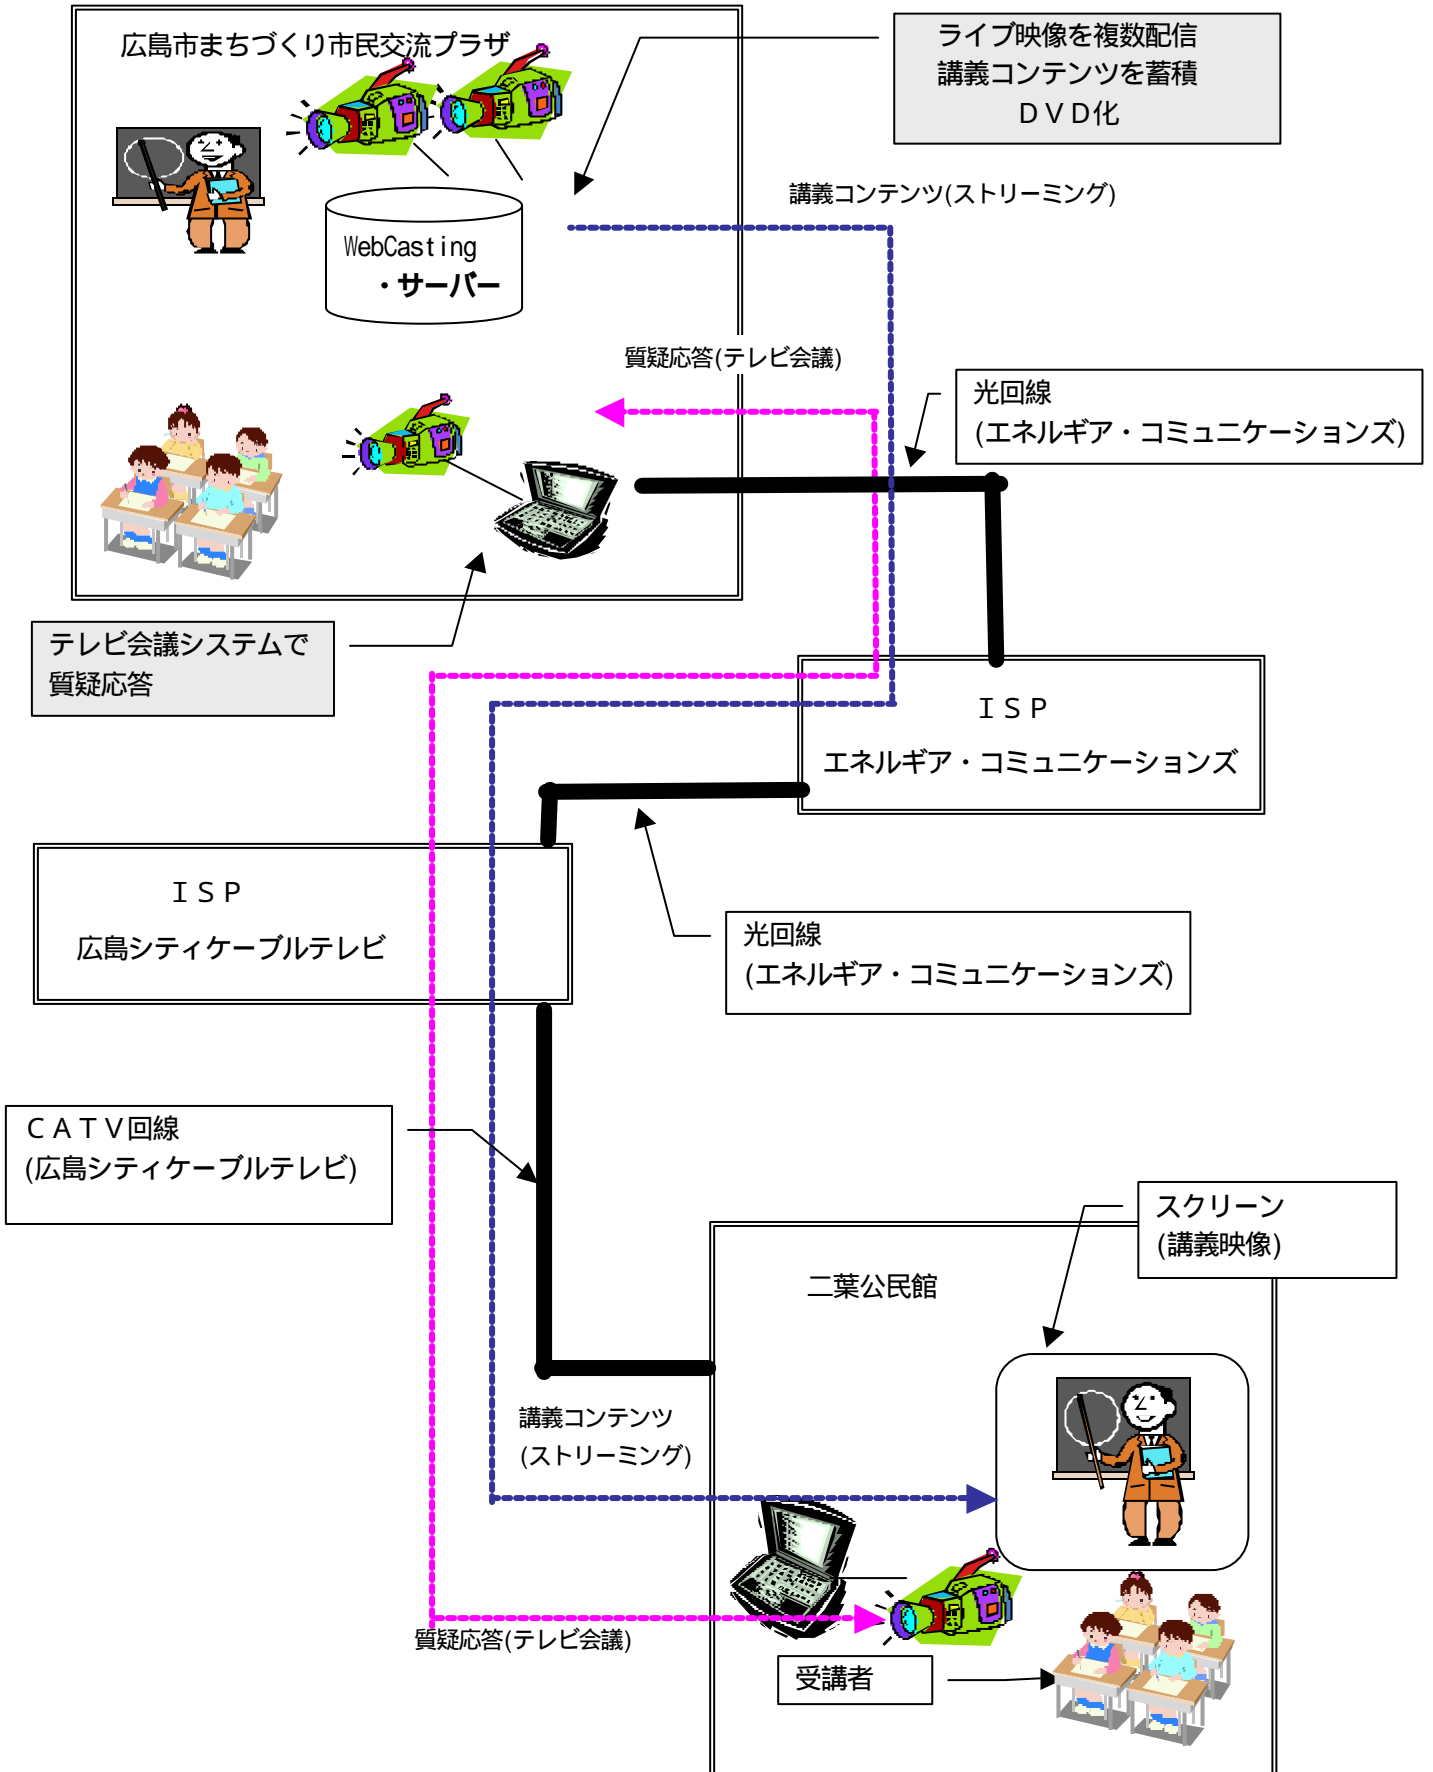 広島市まちづくり市民交流プラザ
ライブ映像を複数配信
講義コンテンツを蓄積
ＤＶＤ化
講義コンテンツ(ストリーミング)
WebCasting
・サーバー
質疑応答(テレビ会議)
光回線
(エネルギア・コミュニケーションズ)
テレビ会議システムで
質疑応答
ＩＳＰ
エネルギア・コミュニケーションズ
ＩＳＰ
広島シティケーブルテレビ
光回線
(エネルギア・コミュニケーションズ)
ＣＡＴＶ回線
(広島シティケーブルテレビ)
スクリーン
(講義映像)
二葉公民館
講義コンテンツ
(ストリーミング)
質疑応答(テレビ会議)
受講者